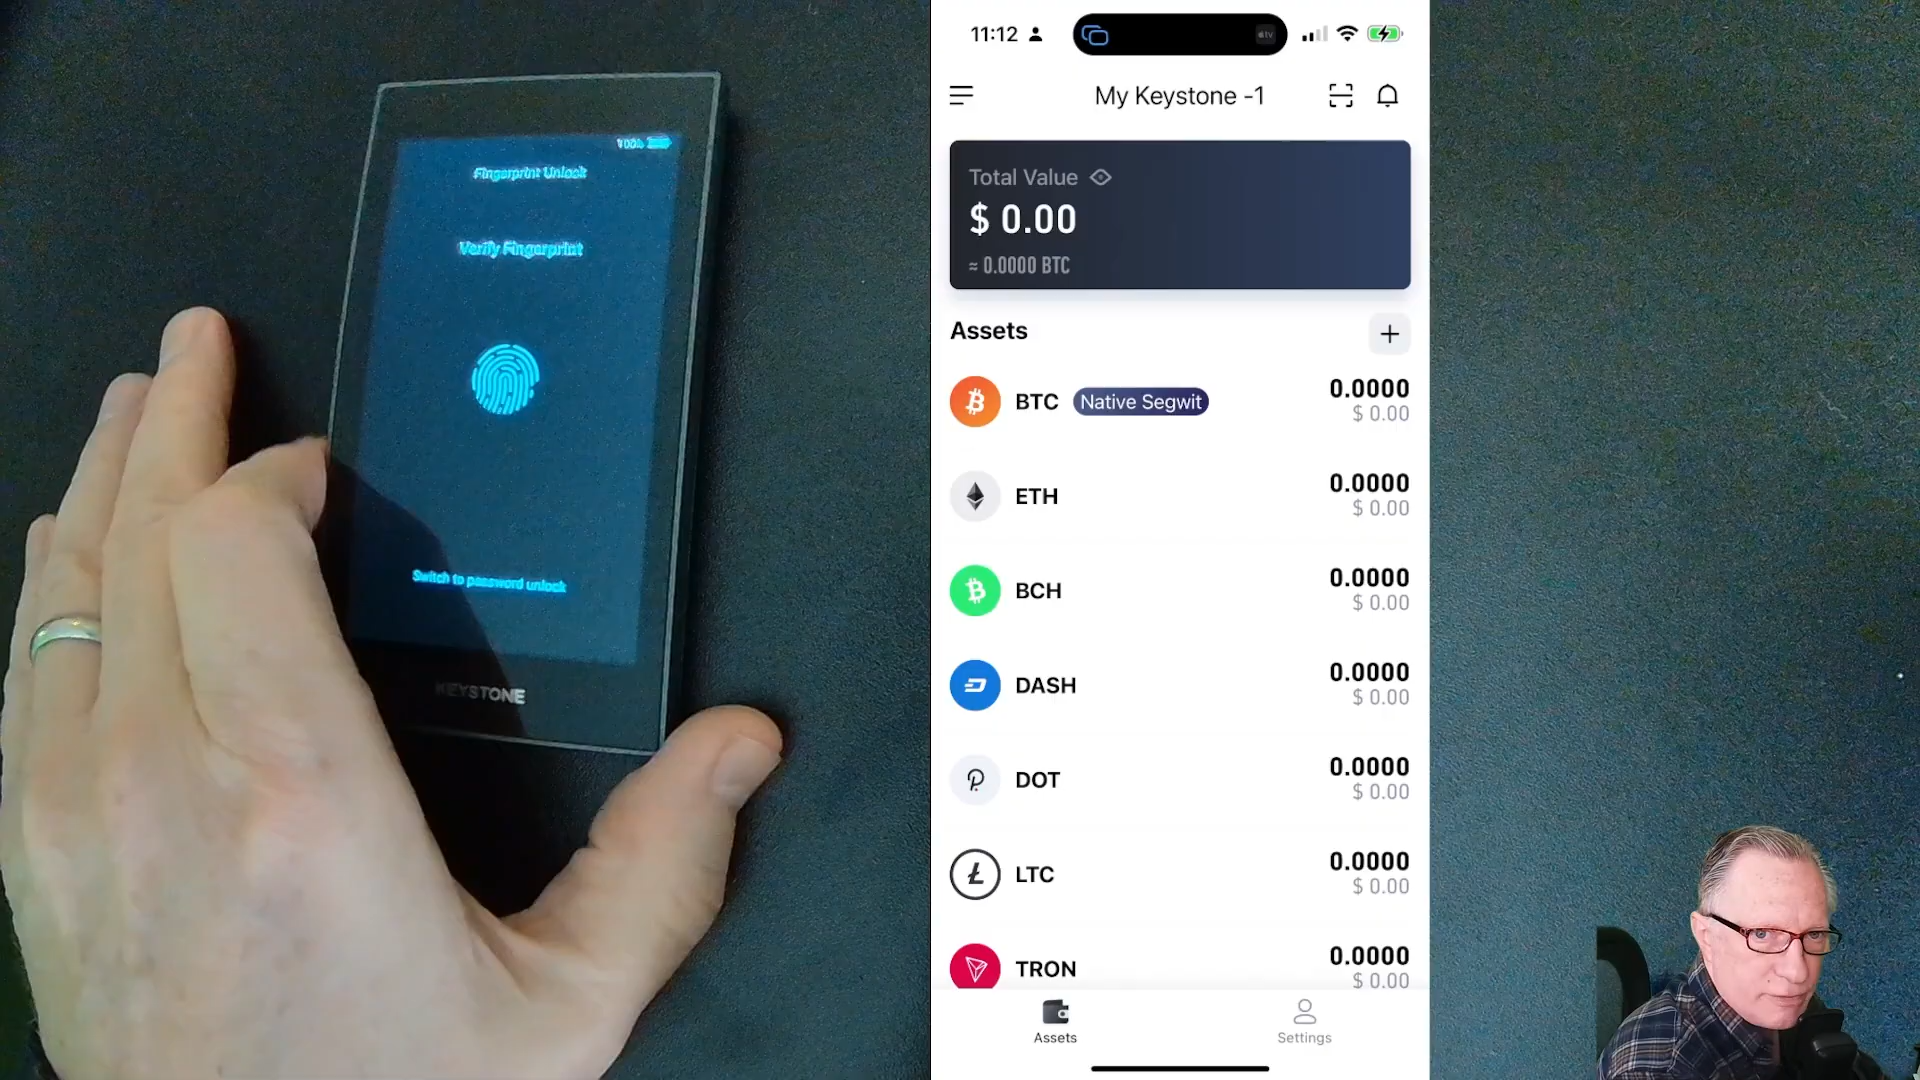 100%
Fingerprint Unlock
Verify Fingerprint
Switch to password unlock
KEYSTONE
11:12
tv
My Keystone -1
Total Value
$ 0.00
≈ 0.0000 BTC
Assets
BTC Native Segwit 0.0000
$ 0.00
ETH 0.0000
$ 0.00
BCH 0.0000
$ 0.00
DASH 0.0000
$ 0.00
DOT 0.0000
$ 0.00
LTC 0.0000
$ 0.00
TRON 0.0000
$ 0.00
Assets Settings